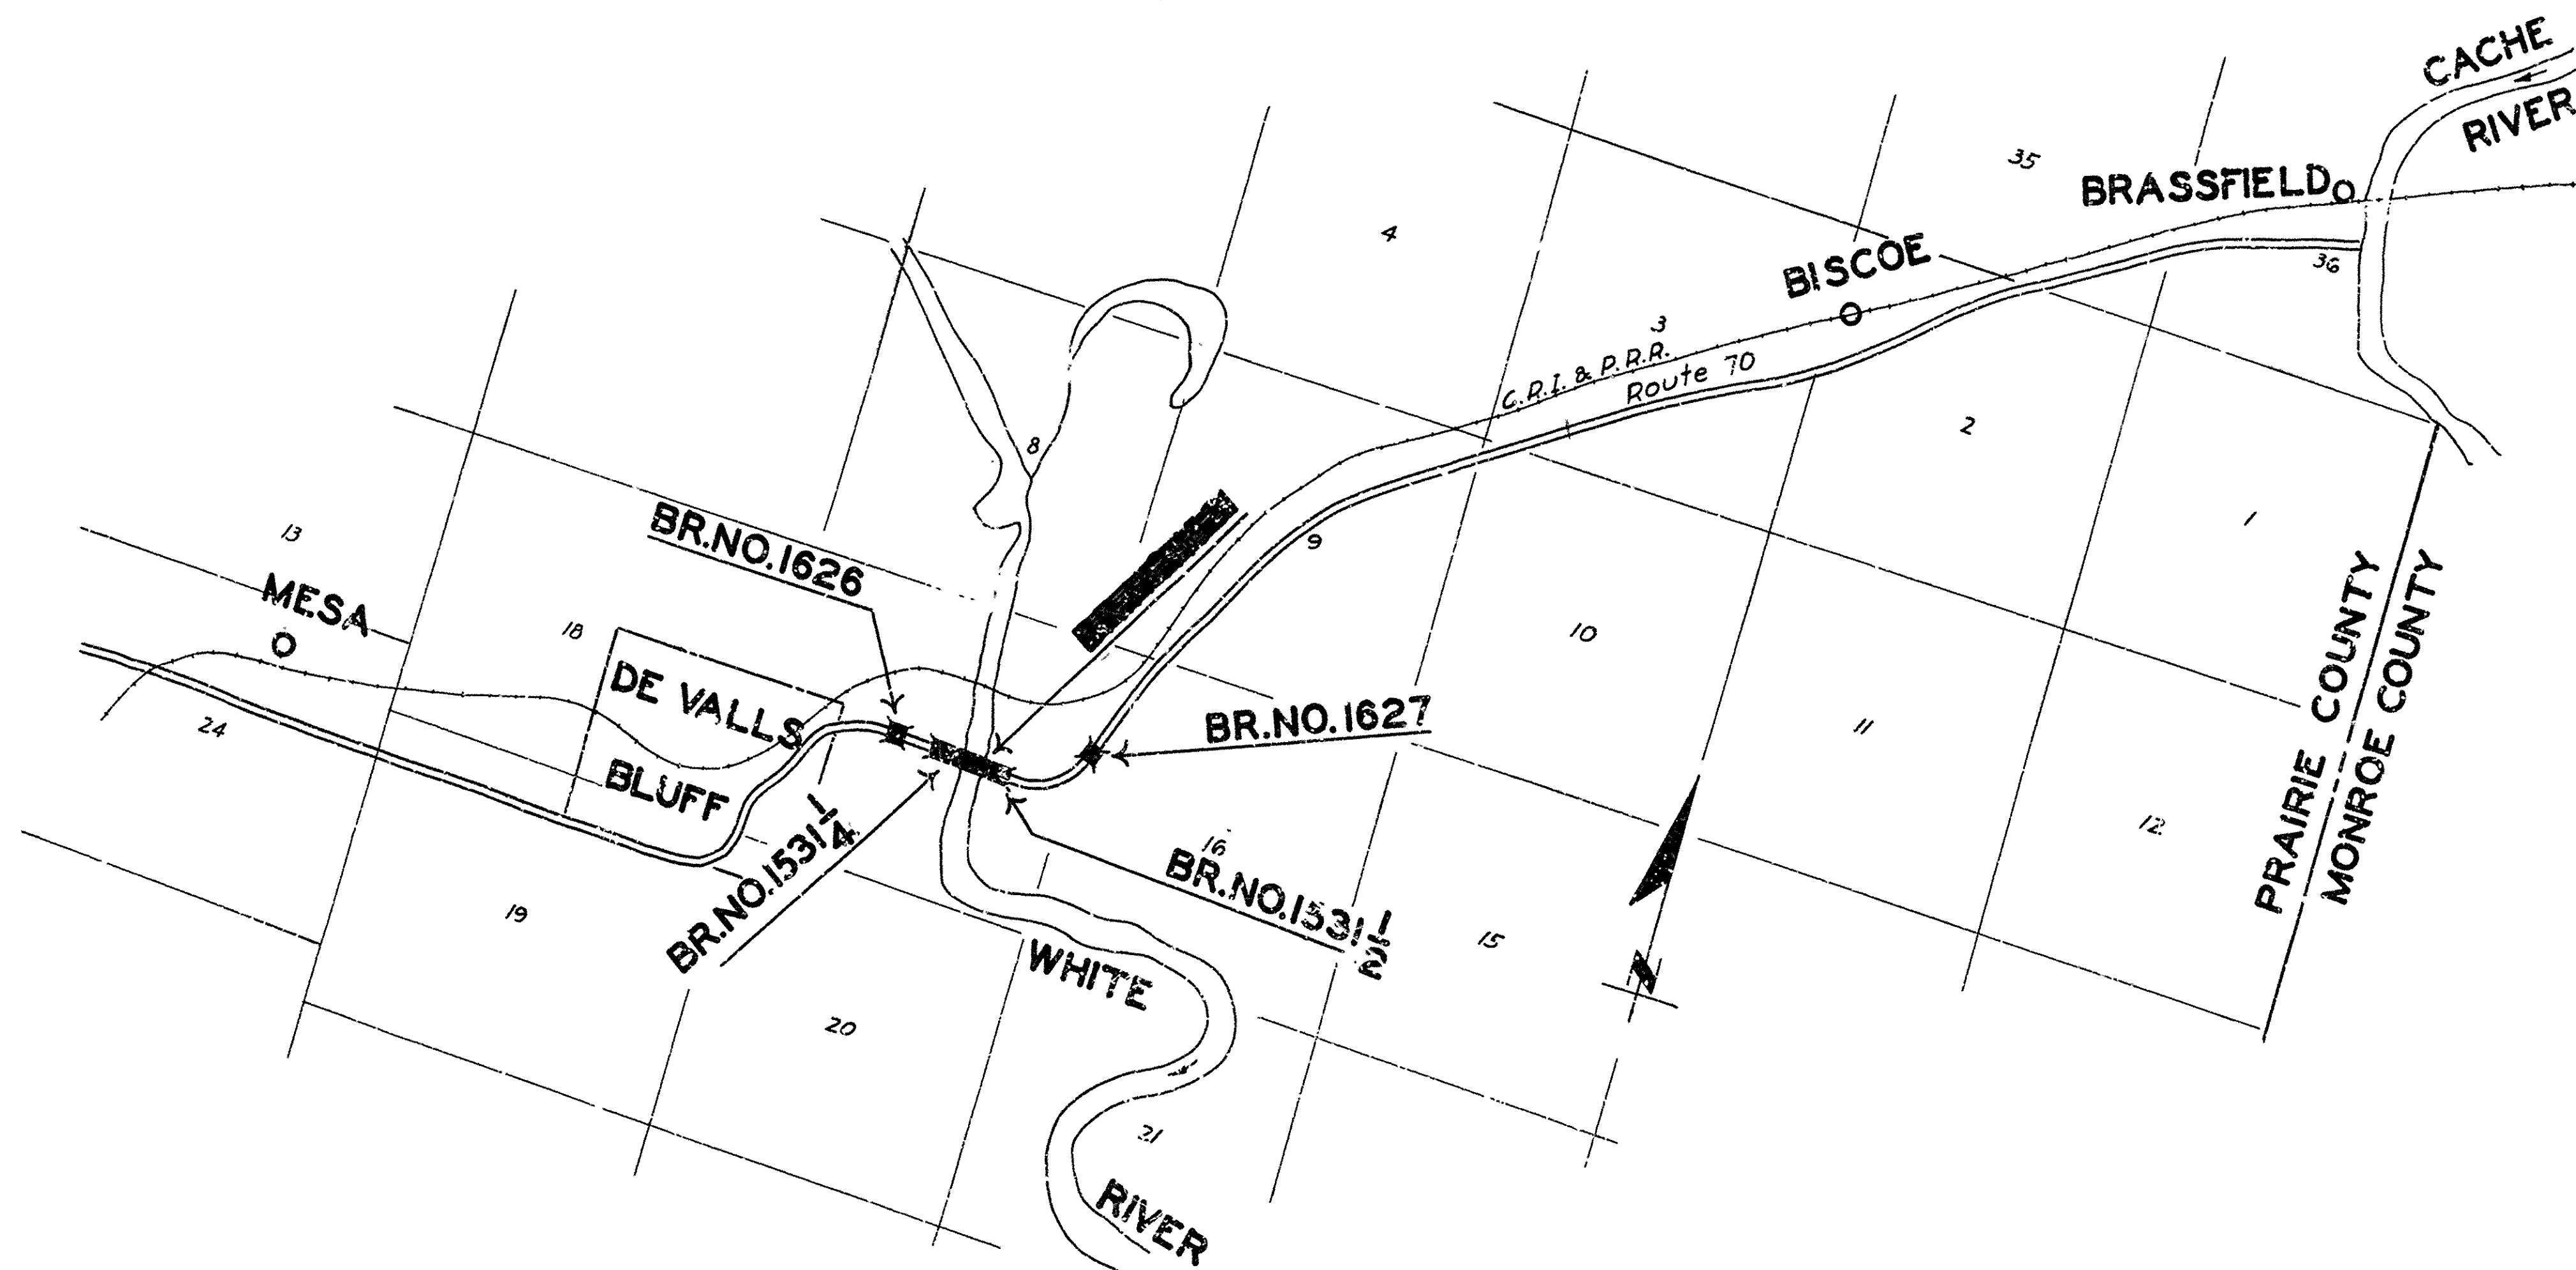 CACHE
RIVER
35
BRASSFIELD
36
4
BISCOE
3
C.R.I. & P.R.R.
Route 70
2
1
8
9
BR.NO.1626
13
MESA
18
DE VALLS
BLUFF
24
10
BR.NO.1627
11
12
PRAIRIE COUNTY
MONROE COUNTY
BR.NO.1531 1/4
16
BR.NO.1531 1/2
15
N
19
20
WHITE
21
RIVER